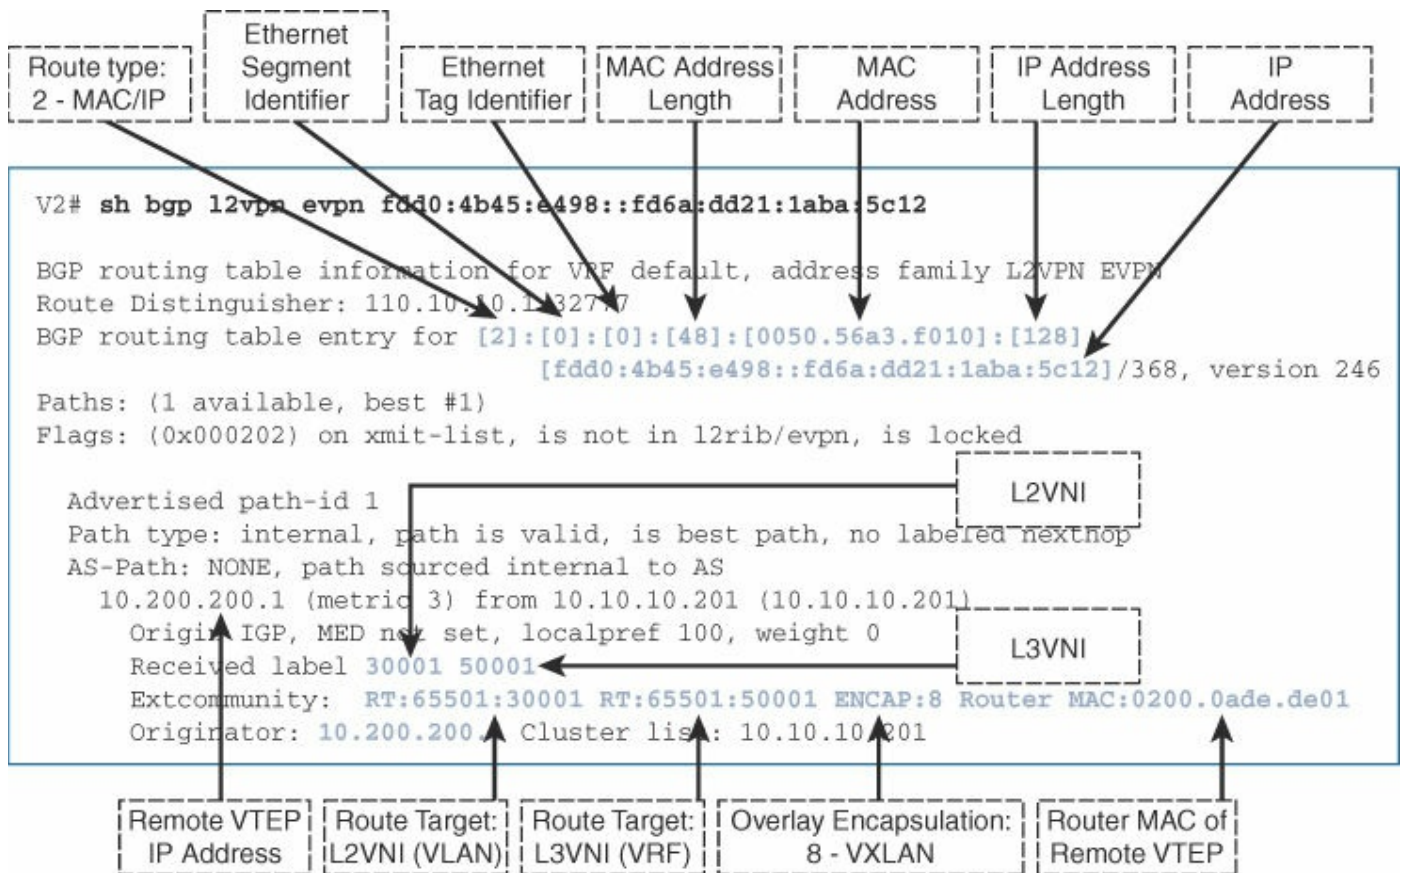 Route type:
2 - MAC/IP
Ethernet
Segment
Identifier
Ethernet
Tag Identifier
MAC Address
Length
MAC
Address
IP Address
Length
IP
Address
V2# sh bgp l2vpn evpn fdd0:4b45:e498::fd6a:dd21:1aba:5c12
BGP routing table information for VRF default, address family L2VPN EVPN
Route Distinguisher: 110.10.10.1:32777
BGP routing table entry for [2]:[0]:[0]:[48]:[0050.56a3.f010]:[128]
[fdd0:4b45:e498::fd6a:dd21:1aba:5c12]/368, version 246
Paths: (1 available, best #1)
Flags: (0x000202) on xmit-list, is not in l2rib/evpn, is locked
L2VNI
Advertised path-id 1
Path type: internal, path is valid, is best path, no labeled nexthop
AS-Path: NONE, path sourced internal to AS
10.200.200.1 (metric 3) from 10.10.10.201 (10.10.10.201)
Origin IGP, MED not set, localpref 100, weight 0
L3VNI
Received label 30001 50001
Extcommunity: RT:65501:30001 RT:65501:50001 ENCAP:8 Router MAC:0200.0ade.de01
Originator: 10.200.200. Cluster list: 10.10.10.201
Remote VTEP
IP Address
Route Target:
L2VNI (VLAN)
Route Target:
L3VNI (VRF)
Overlay Encapsulation:
8 - VXLAN
Router MAC of
Remote VTEP